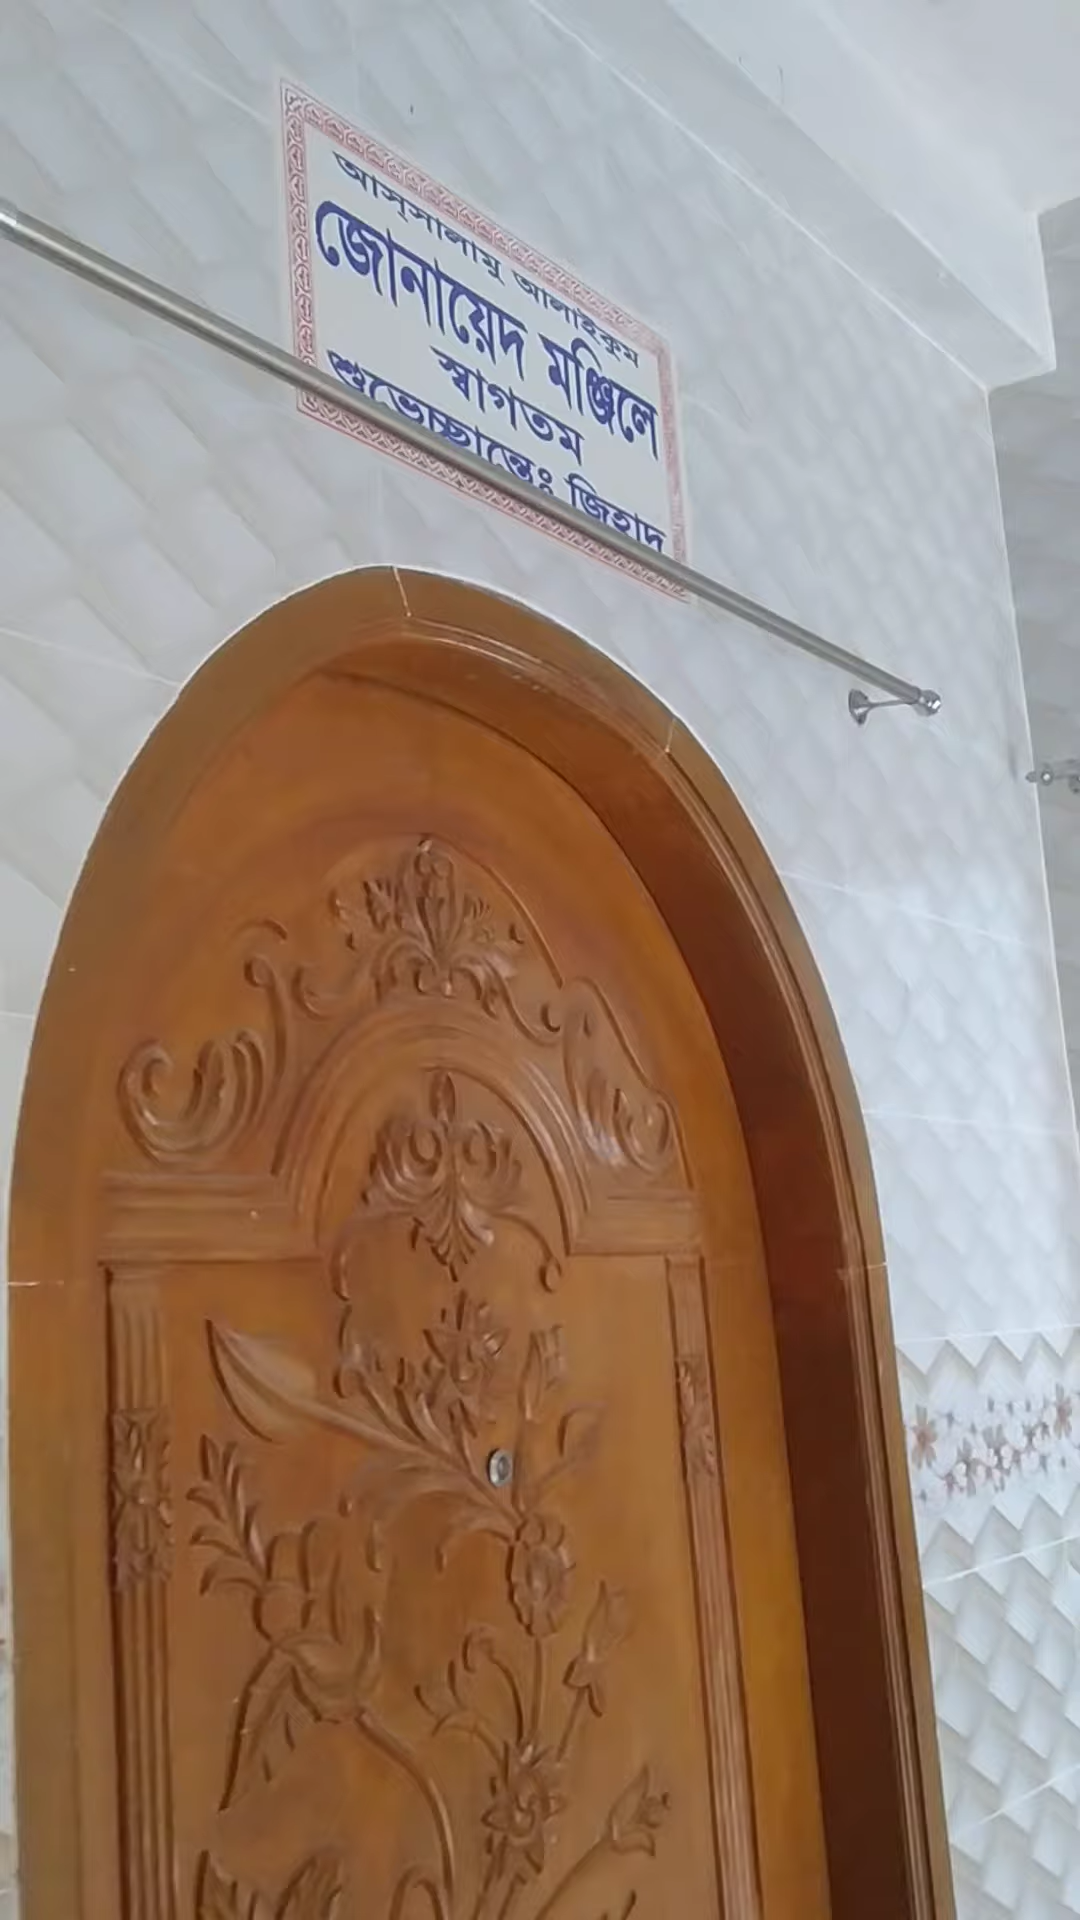 আস্সালামু আলাইকুম
জোনায়েদ মঞ্জিলে
স্বাগতম
শুভেচ্ছান্তেঃ জিহাদ